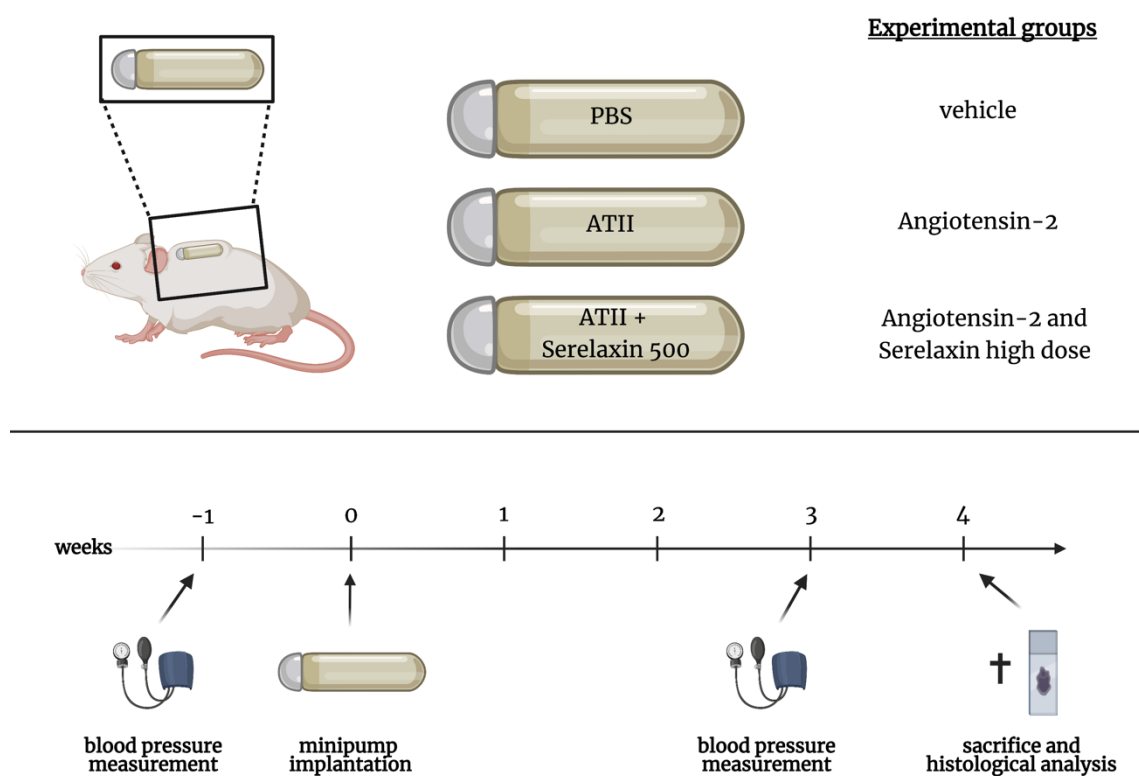 Experimental groups
PBS
vehicle
ATII
Angiotensin-2
ATII +
Serelaxin 500
Angiotensin-2 and
Serelaxin high dose
-1
0
1
2
3
4
weeks
blood pressure
measurement
minipump
implantation
blood pressure
measurement
sacrifice and
histological analysis